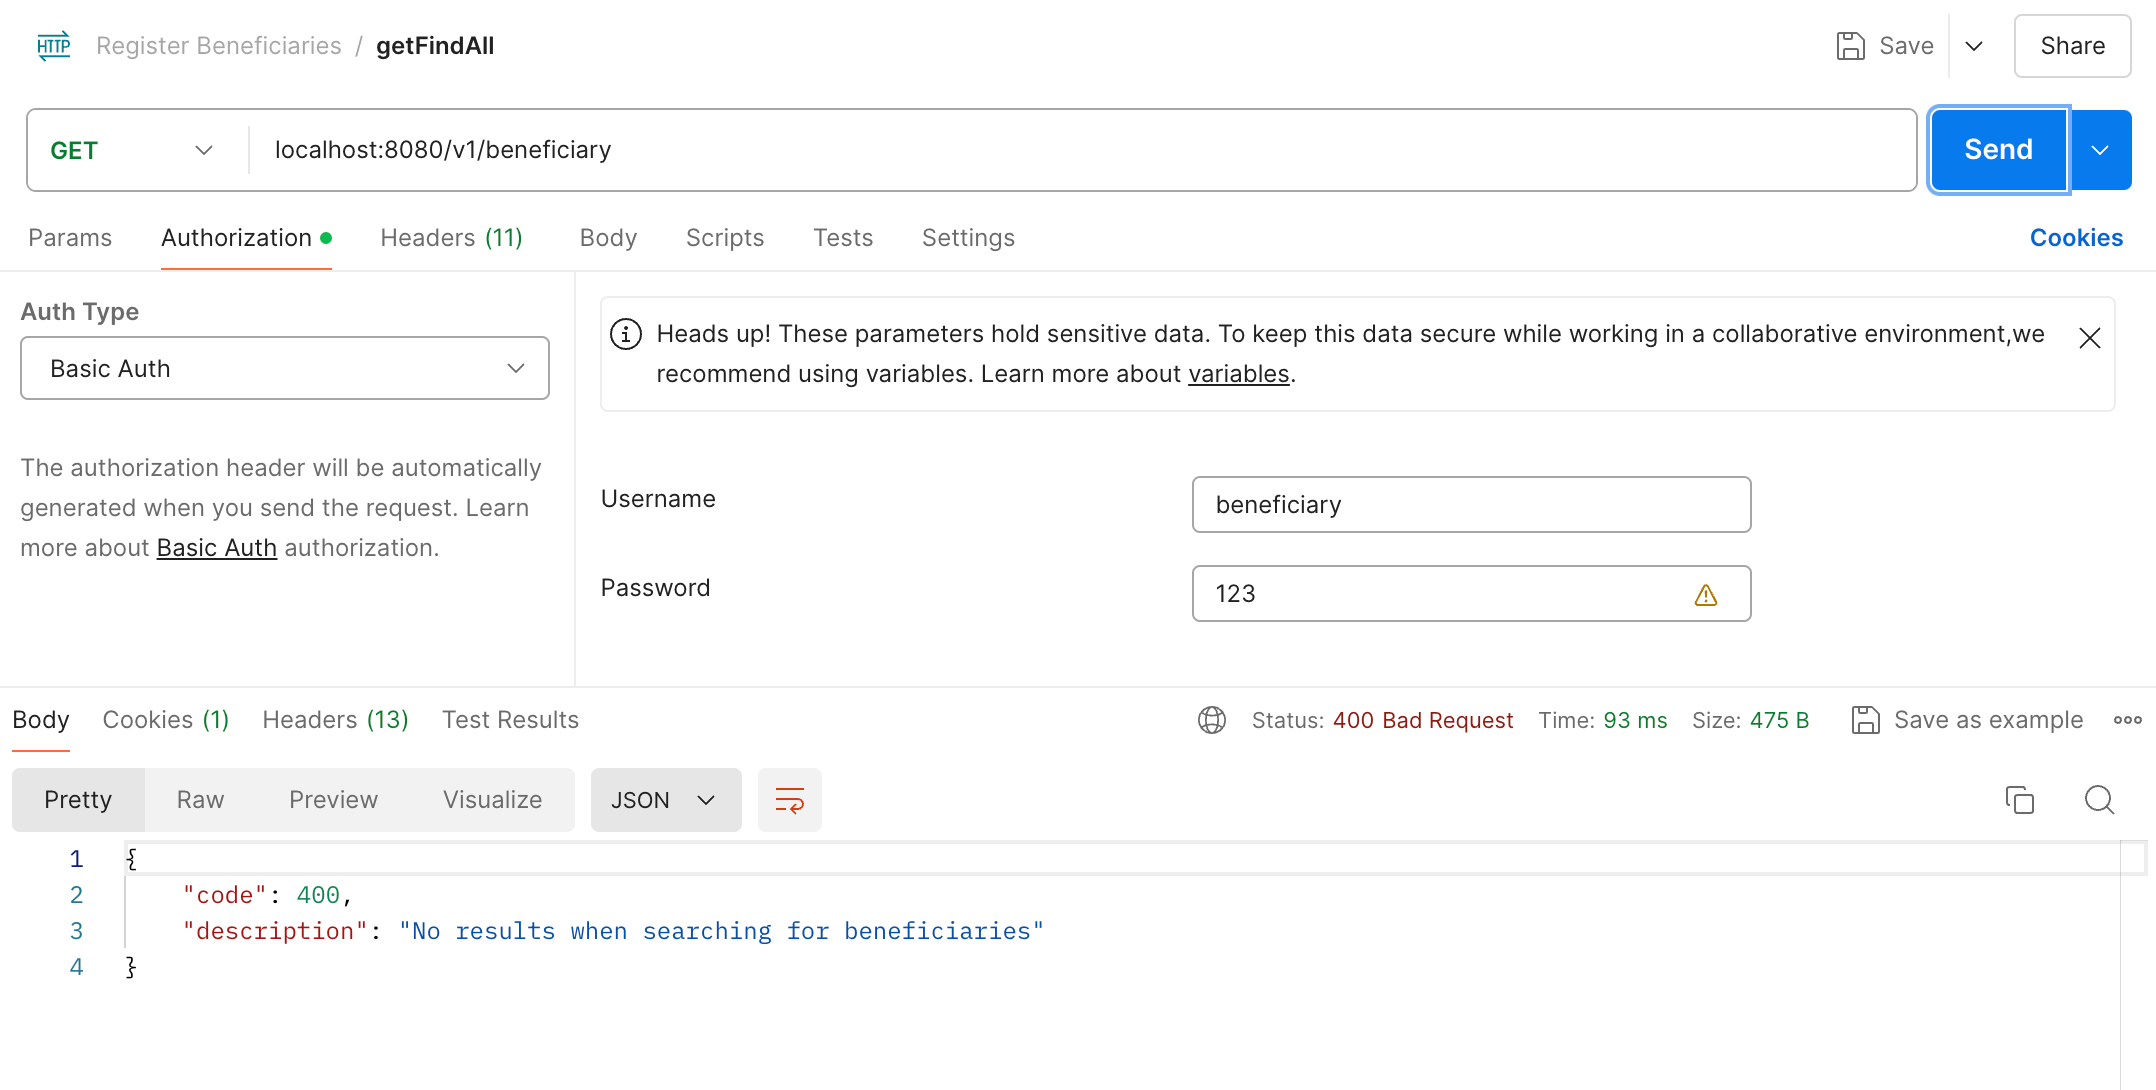 HTTP Register Beneficiaries / getFindAll Save Share
GET localhost:8080/v1/beneficiary Send
Params Authorization Headers (11) Body Scripts Tests Settings Cookies
Auth Type
Basic Auth
The authorization header will be automatically
generated when you send the request. Learn
more about Basic Auth authorization.
Heads up! These parameters hold sensitive data. To keep this data secure while working in a collaborative environment,we
recommend using variables. Learn more about variables.
Username beneficiary
Password 123
Body Cookies (1) Headers (13) Test Results Status: 400 Bad Request Time: 93 ms Size: 475 B Save as example
Pretty Raw Preview Visualize JSON
1 {
2 "code": 400,
3 "description": "No results when searching for beneficiaries"
4 }